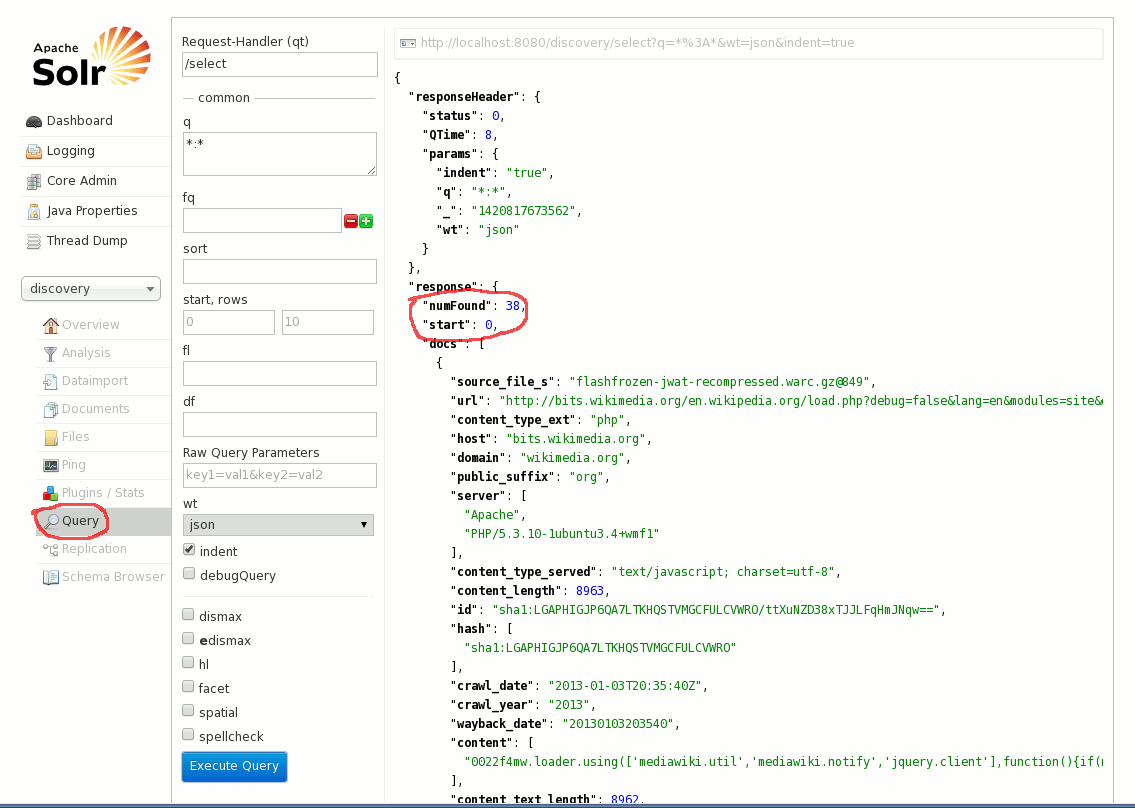 Apache
Solr
Dashboard
Logging
Core Admin
Java Properties
Thread Dump
discovery
Overview
Analysis
Dataimport
Documents
Files
Ping
Plugins / Stats
Query
Replication
Schema Browser
Request-Handler (qt)
/select
common
q
*:*
fq
sort
start, rows
0 10
fl
df
Raw Query Parameters
key1=val1&key2=val2
wt
json
indent
debugQuery
dismax
edismax
hl
facet
spatial
spellcheck
Execute Query
http://localhost:8080/discovery/select?q=*%3A*&wt=json&indent=true
{
"responseHeader": {
"status": 0,
"QTime": 8,
"params": {
"indent": "true",
"q": "*:*",
"_": "1420817673562",
"wt": "json"
}
},
"response": {
"numFound": 38,
"start": 0,
"docs": [
{
"source_file_s": "flashfrozen-jwat-recompressed.warc.gz@849",
"url": "http://bits.wikimedia.org/en.wikipedia.org/load.php?debug=false&lang=en&modules=site&
"content_type_ext": "php",
"host": "bits.wikimedia.org",
"domain": "wikimedia.org",
"public_suffix": "org",
"server": [
"Apache",
"PHP/5.3.10-1ubuntu3.4+wmf1"
],
"content_type_served": "text/javascript; charset=utf-8",
"content_length": 8963,
"id": "sha1:LGAPHIGJP6QA7LTKHQSTVMGCFULCVWRO/ttXuNZD38xTJJLFqHmJNqw==",
"hash": [
"sha1:LGAPHIGJP6QA7LTKHQSTVMGCFULCVWRO"
],
"crawl_date": "2013-01-03T20:35:40Z",
"crawl_year": "2013",
"wayback_date": "20130103203540",
"content": [
"0022f4mw.loader.using(['mediawiki.util','mediawiki.notify','jquery.client'],function(){if(
],
"content_text_length": 8962,